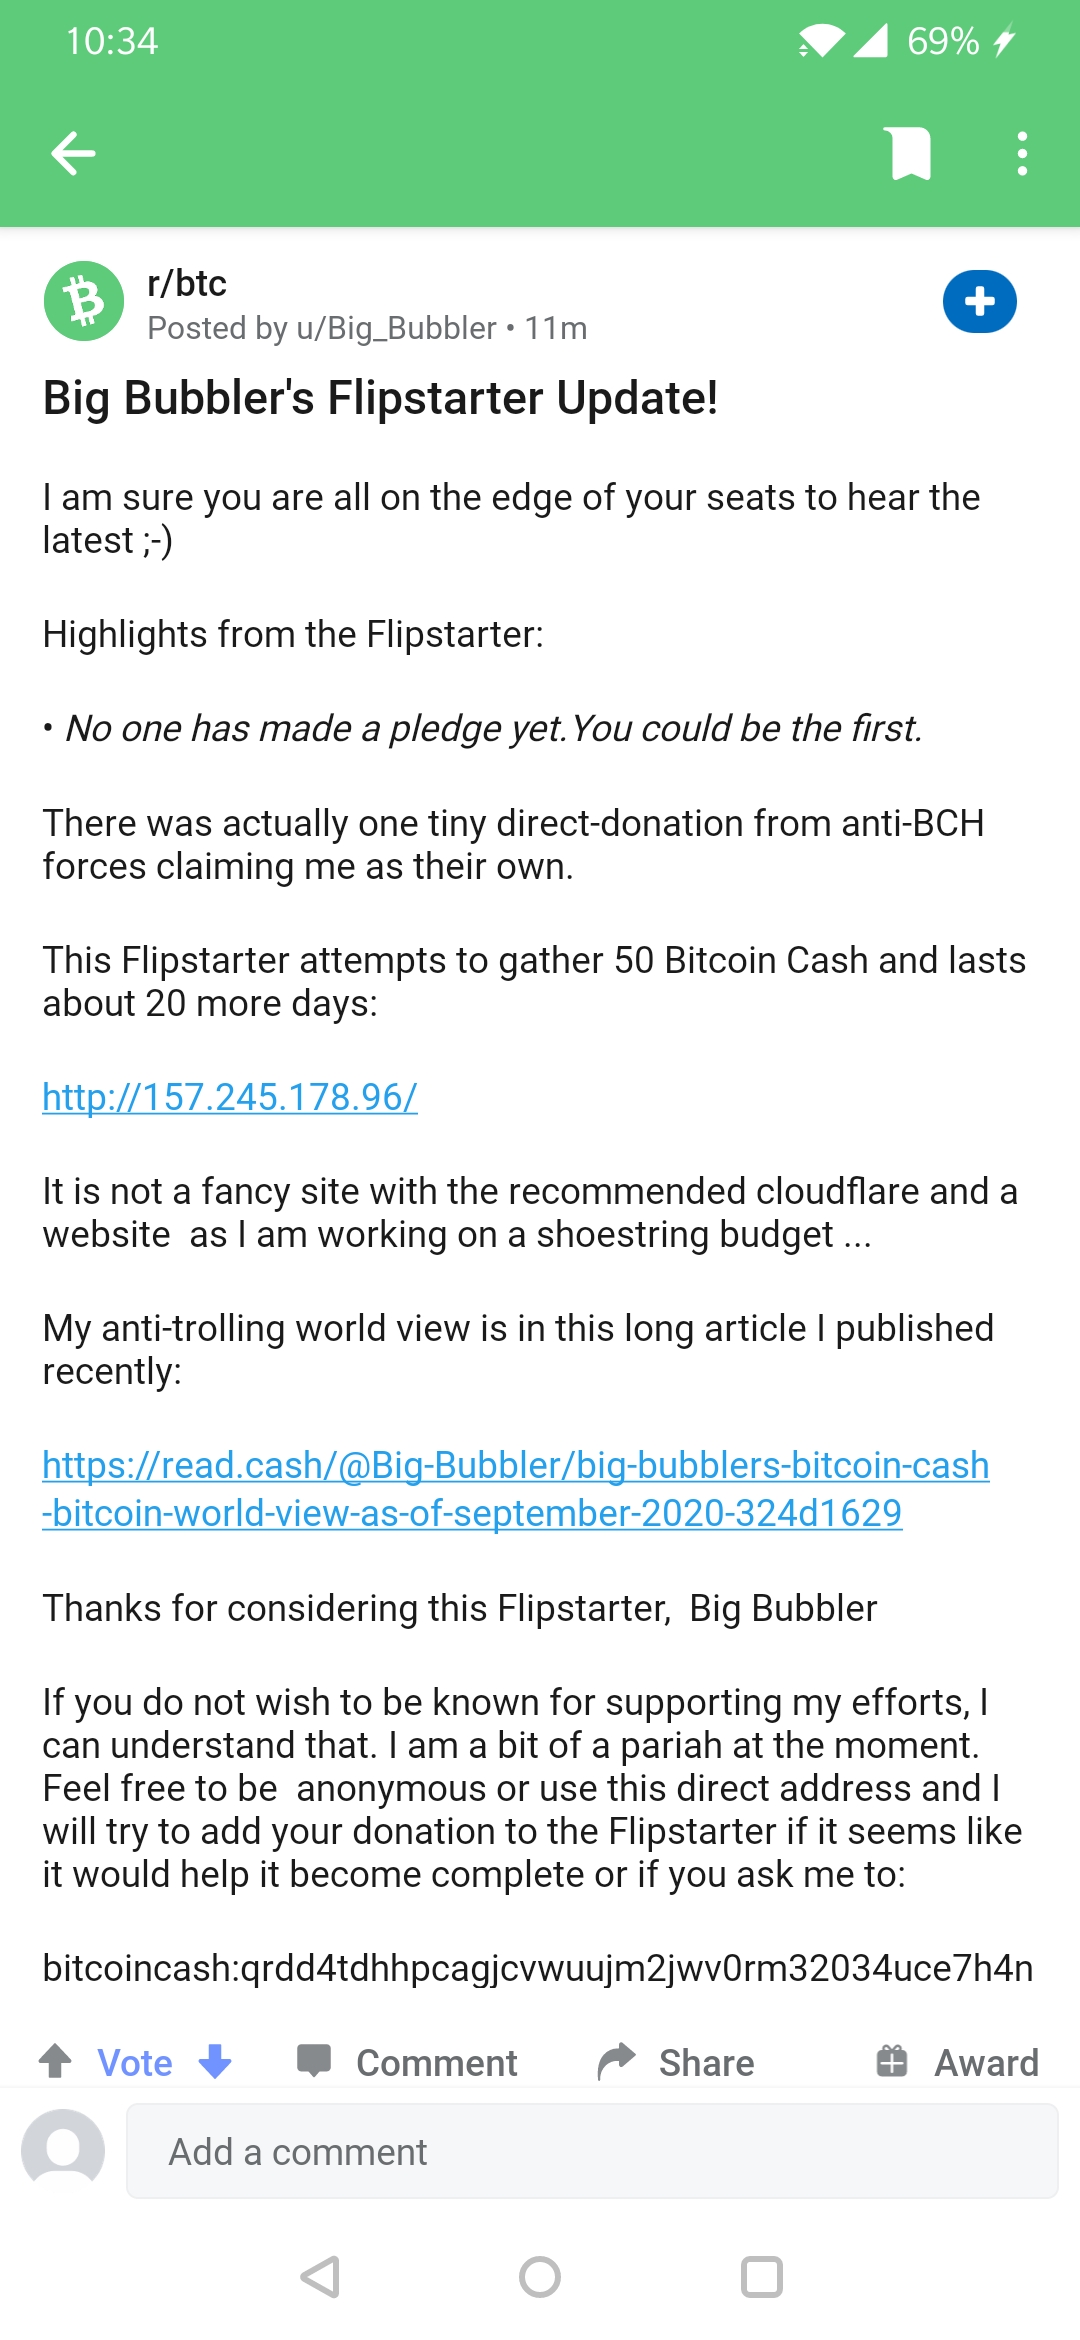 10:34
69%
r/btc
Posted by u/Big_Bubbler • 11m
Big Bubbler's Flipstarter Update!
I am sure you are all on the edge of your seats to hear the
latest ;-)
Highlights from the Flipstarter:
• No one has made a pledge yet.You could be the first.
There was actually one tiny direct-donation from anti-BCH
forces claiming me as their own.
This Flipstarter attempts to gather 50 Bitcoin Cash and lasts
about 20 more days:
http://157.245.178.96/
It is not a fancy site with the recommended cloudflare and a
website  as I am working on a shoestring budget ...
My anti-trolling world view is in this long article I published
recently:
https://read.cash/@Big-Bubbler/big-bubblers-bitcoin-cash
-bitcoin-world-view-as-of-september-2020-324d1629
Thanks for considering this Flipstarter,  Big Bubbler
If you do not wish to be known for supporting my efforts, I
can understand that. I am a bit of a pariah at the moment.
Feel free to be  anonymous or use this direct address and I
will try to add your donation to the Flipstarter if it seems like
it would help it become complete or if you ask me to:
bitcoincash:qrdd4tdhhpcagjcvwuujm2jwv0rm32034uce7h4n
Vote
Comment
Share
Award
Add a comment